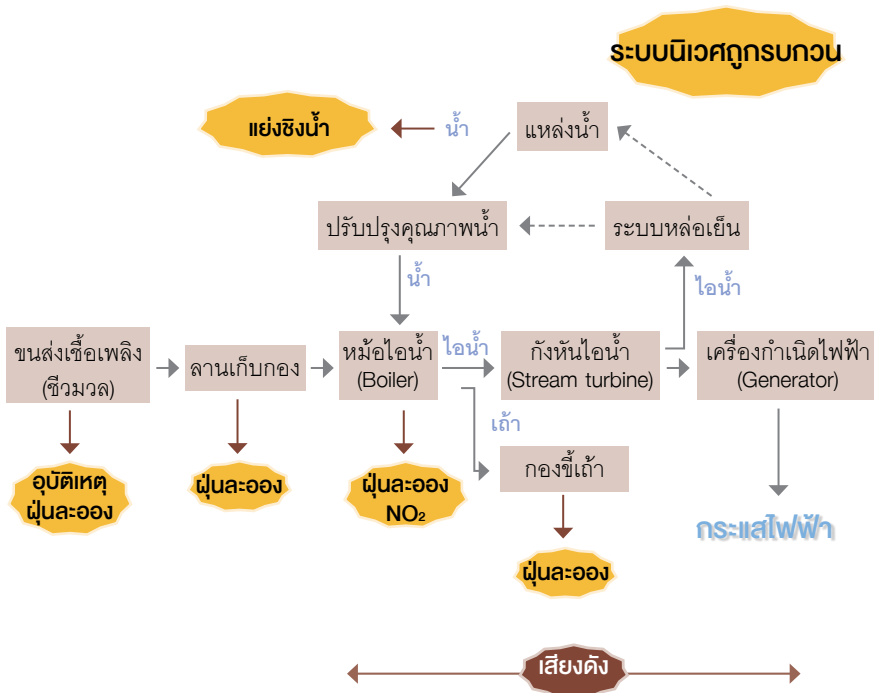 ระบบนิเวศถูกรบกวน
แย่งชิงน้ำ
น้ำ
แหล่งน้ำ
ปรับปรุงคุณภาพน้ำ
ระบบหล่อเย็น
น้ำ
ไอน้ำ
ขนส่งเชื้อเพลิง
(ชีวมวล)
ลานเก็บกอง
หม้อไอน้ำ
(Boiler)
ไอน้ำ
กังหันไอน้ำ
(Stream turbine)
เครื่องกำเนิดไฟฟ้า
(Generator)
เถ้า
อุบัติเหตุ
ฝุ่นละออง
ฝุ่นละออง
ฝุ่นละออง
NO₂
กองขี้เถ้า
กระแสไฟฟ้า
ฝุ่นละออง
เสียงดัง